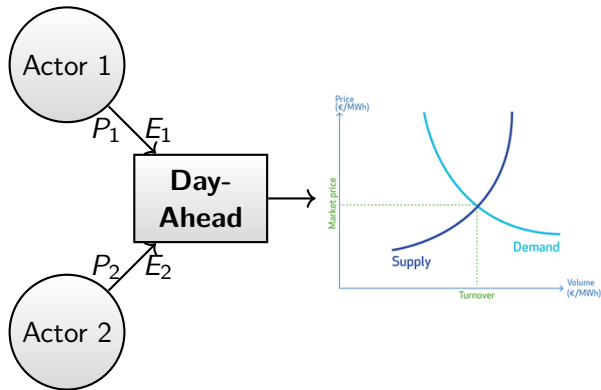 Actor 1
P1 E1
Day-
Ahead
P2 E2
Actor 2
Price
(€/MWh)
Market price
Demand
Supply
Volume
(€/MWh)
Turnover